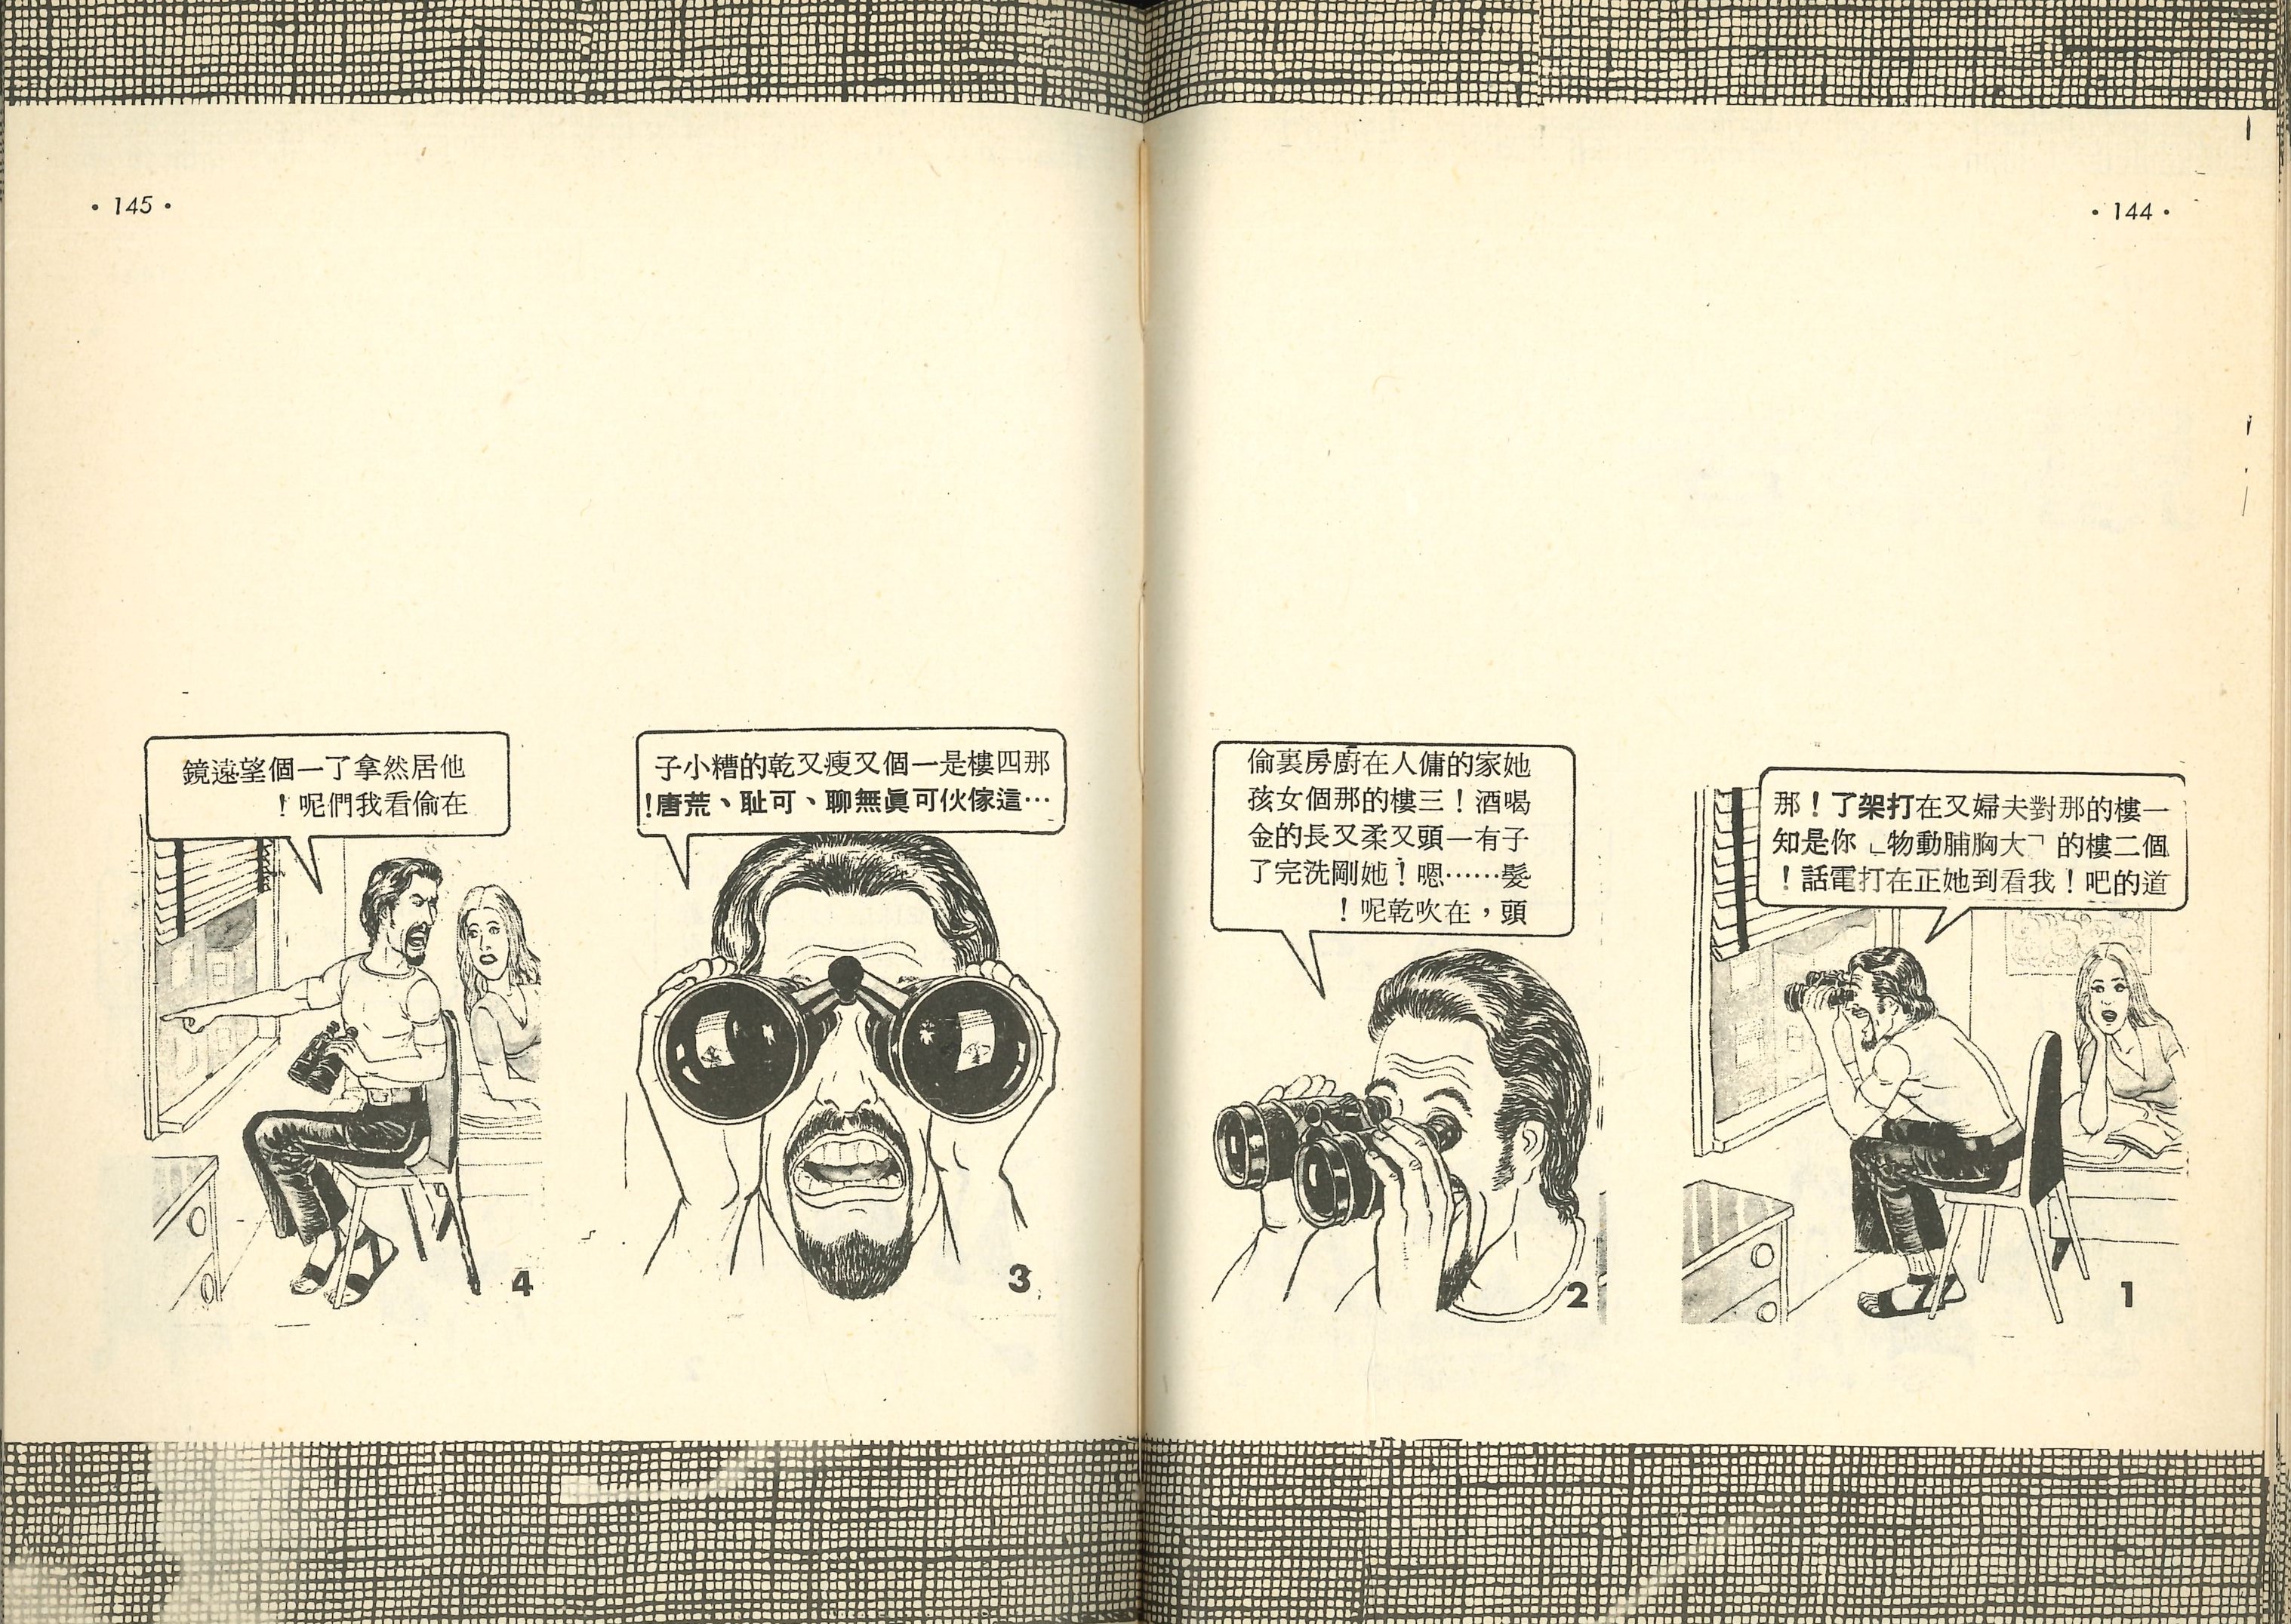 • 144 •
一樓的那對夫婦又在打架了！那
個二樓的「大胸脯動物」你是知
道的吧！我看到她正在打電話！
1
她家的傭人在廚房裏偷
喝酒！三樓的那個女孩
子有一頭又柔又長的金
髮……嗯！她剛洗完了
頭，在吹乾呢！
2
• 145 •
那四樓是一個又瘦又乾的糟小子
…這傢伙可眞無聊、可耻、荒唐！
3
他居然拿了一個望遠鏡
在偷看我們呢！
4